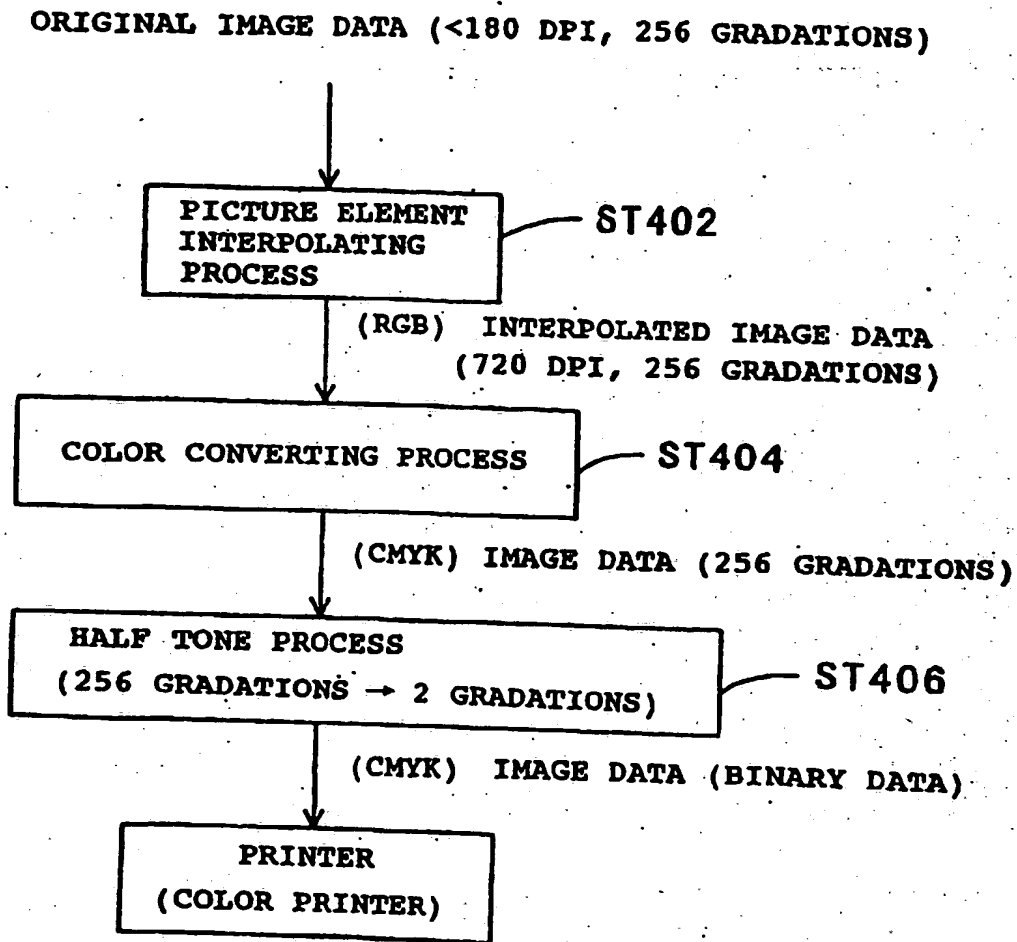 ORIGINAL IMAGE DATA (<180 DPI, 256 GRADATIONS)
PICTURE ELEMENT
INTERPOLATING
PROCESS
ST402
(RGB) INTERPOLATED IMAGE DATA
(720 DPI, 256 GRADATIONS)
COLOR CONVERTING PROCESS
ST404
(CMYK) IMAGE DATA (256 GRADATIONS)
HALF TONE PROCESS
(256 GRADATIONS → 2 GRADATIONS)
ST406
(CMYK) IMAGE DATA (BINARY DATA)
PRINTER
(COLOR PRINTER)